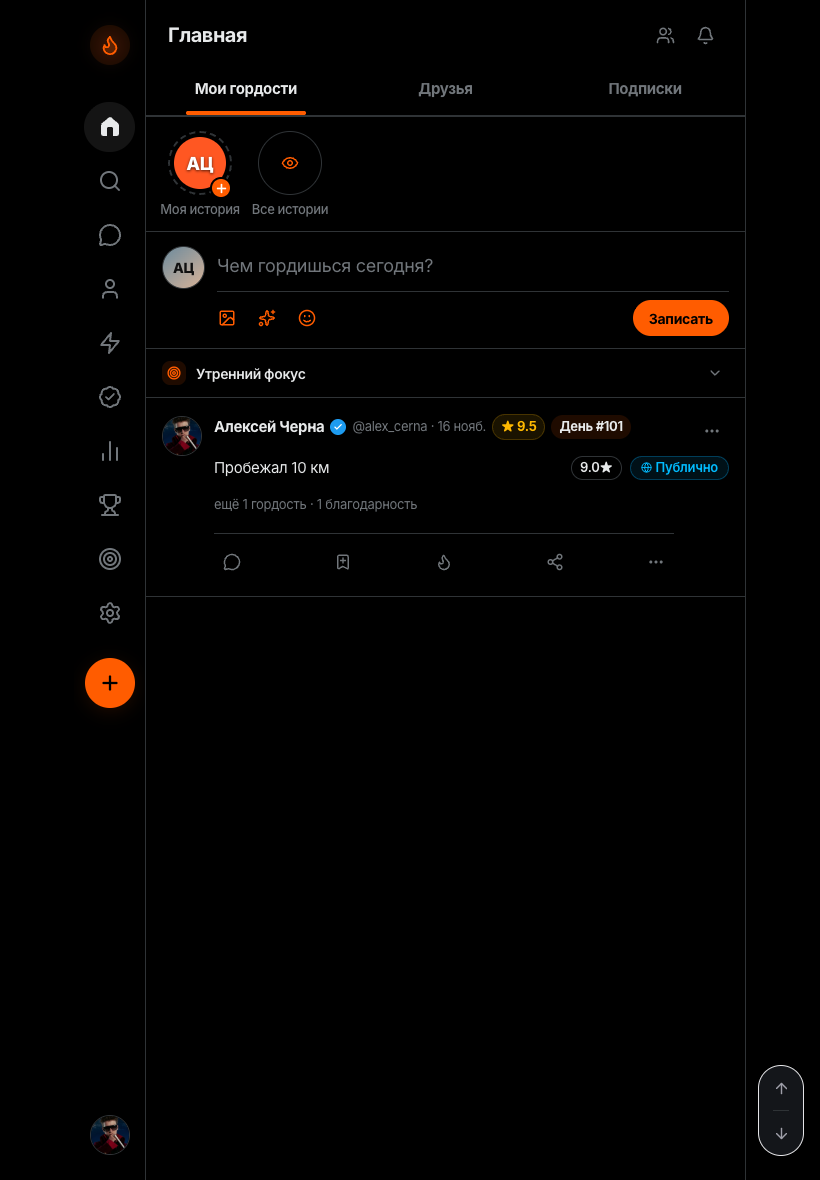 Главная
Мои гордости
Друзья
Подписки
АЦ
Моя история
Все истории
АЦ
Чем гордишься сегодня?
Записать
Утренний фокус
Алексей Черна @alex_cerna · 16 нояб. ★ 9.5 День #101
Пробежал 10 км
9.0★
Публично
ещё 1 гордость · 1 благодарность